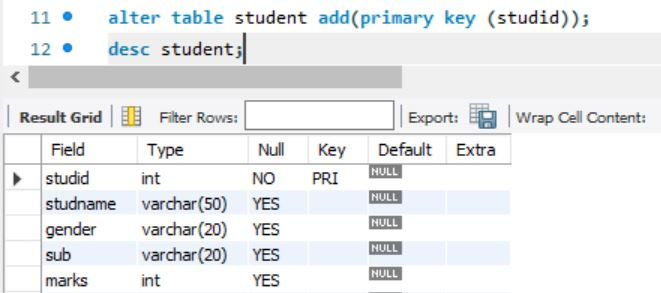 11 alter table student add(primary key (studid));
12 desc student;
Result Grid Filter Rows: Export: Wrap Cell Content:
Field Type Null Key Default Extra
studid int NO PRI NULL
studname varchar(50) YES NULL
gender varchar(20) YES NULL
sub varchar(20) YES NULL
marks int YES NULL